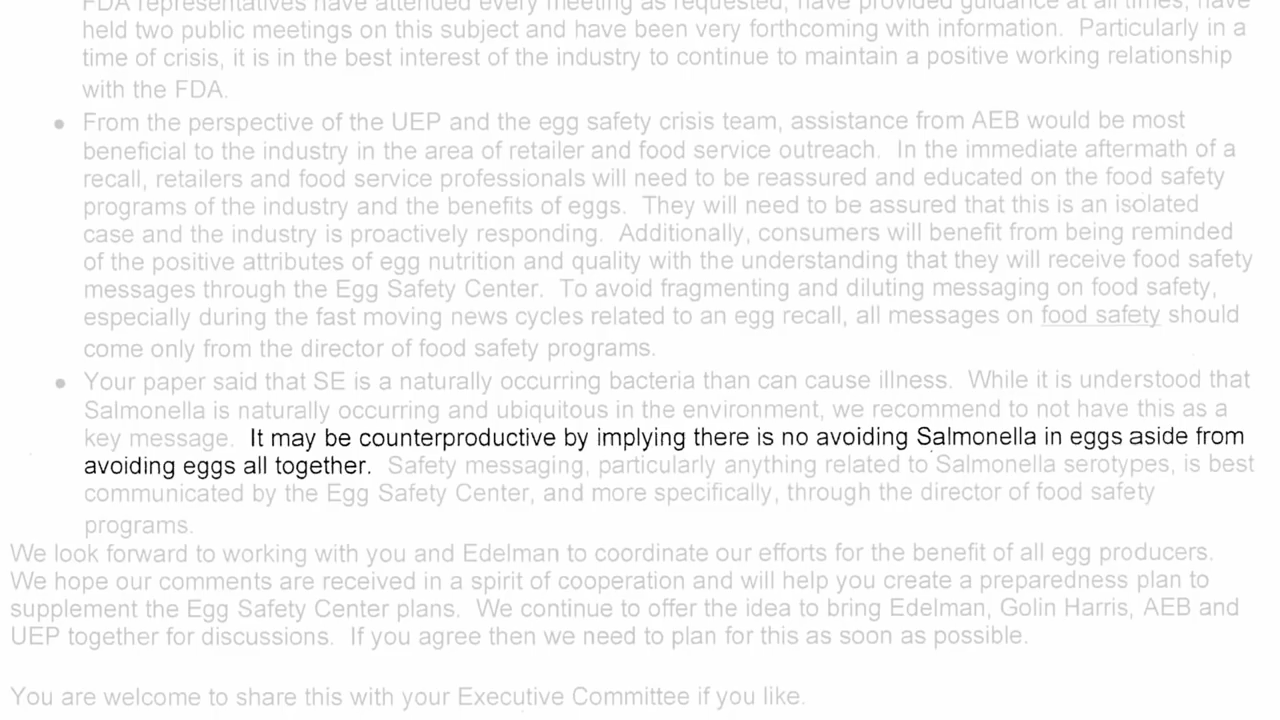 FDA representatives have attended every meeting as requested, have provided guidance at all times, have
held two public meetings on this subject and have been very forthcoming with information. Particularly in a
time of crisis, it is in the best interest of the industry to continue to maintain a positive working relationship
with the FDA.
• From the perspective of the UEP and the egg safety crisis team, assistance from AEB would be most
beneficial to the industry in the area of retailer and food service outreach. In the immediate aftermath of a
recall, retailers and food service professionals will need to be reassured and educated on the food safety
programs of the industry and the benefits of eggs. They will need to be assured that this is an isolated
case and the industry is proactively responding. Additionally, consumers will benefit from being reminded
of the positive attributes of egg nutrition and quality with the understanding that they will receive food safety
messages through the Egg Safety Center. To avoid fragmenting and diluting messaging on food safety,
especially during the fast moving news cycles related to an egg recall, all messages on food safety should
come only from the director of food safety programs.
• Your paper said that SE is a naturally occurring bacteria than can cause illness. While it is understood that
Salmonella is naturally occurring and ubiquitous in the environment, we recommend to not have this as a
key message. It may be counterproductive by implying there is no avoiding Salmonella in eggs aside from
avoiding eggs all together. Safety messaging, particularly anything related to Salmonella serotypes, is best
communicated by the Egg Safety Center, and more specifically, through the director of food safety
programs.
We look forward to working with you and Edelman to coordinate our efforts for the benefit of all egg producers.
We hope our comments are received in a spirit of cooperation and will help you create a preparedness plan to
supplement the Egg Safety Center plans. We continue to offer the idea to bring Edelman, Golin Harris, AEB and
UEP together for discussions. If you agree then we need to plan for this as soon as possible.
You are welcome to share this with your Executive Committee if you like.